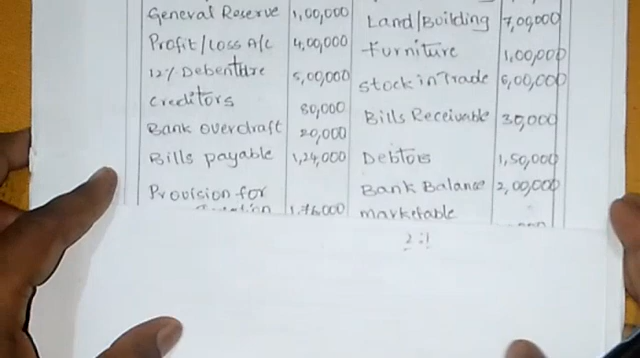 General Reserve 1,00,000 Land/Building 7,00,000
Profit/Loss A/c 4,00,000 Furniture 1,00,000
12% Debenture 5,00,000 Stock in Trade 6,00,000
Creditors 80,000 Bills Receivable 30,000
Bank overdraft 20,000
Bills payable 1,24,000 Debtors 1,50,000
Provision for Bank Balance 2,00,000
1,76,000 marketable
2:1